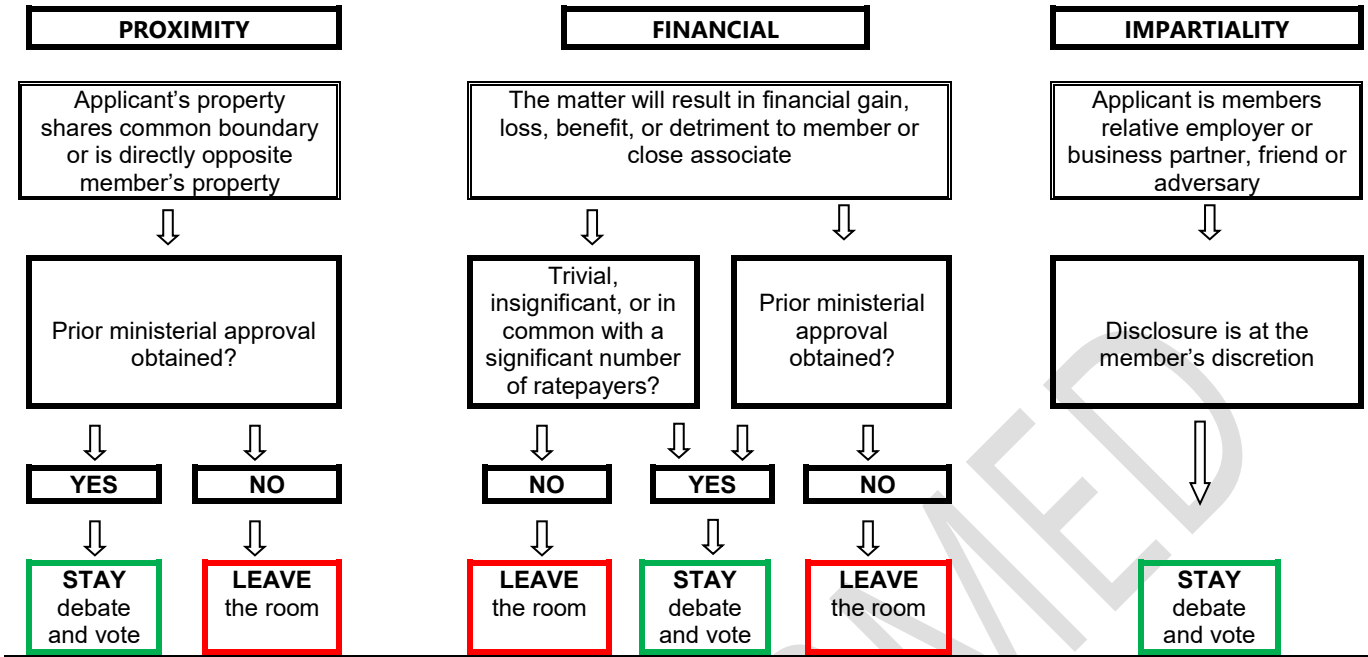 PROXIMITY
FINANCIAL
IMPARTIALITY
Applicant's property
shares common boundary
or is directly opposite
member's property
The matter will result in financial gain,
loss, benefit, or detriment to member or
close associate
Applicant is members
relative employer or
business partner, friend or
adversary
Prior ministerial approval
obtained?
Trivial,
insignificant, or in
common with a
significant number
of ratepayers?
Prior ministerial
approval
obtained?
Disclosure is at the
member's discretion
YES
NO
NO
YES
NO
STAY
debate
and vote
LEAVE
the room
LEAVE
the room
STAY
debate
and vote
LEAVE
the room
STAY
debate
and vote